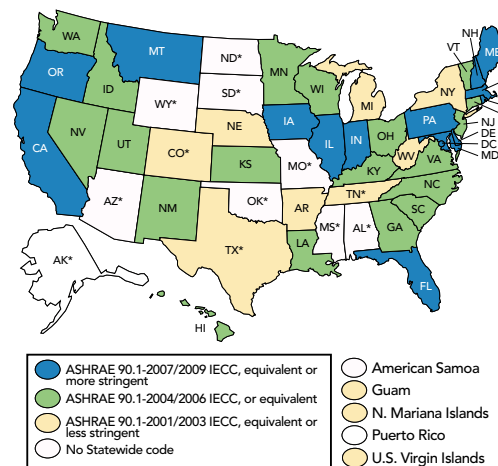 WA
MT
ND*
MN
VT
NH
ME
OR
ID
SD*
WI
NY
WY*
MI
IA
NE
PA
NJ
DE
DC
MD
NV
UT
CO*
IL
IN
OH
WV
VA
CA
KS
MO*
KY
NC
AZ*
NM
OK*
AR
TN*
SC
MS*
AL*
GA
TX*
LA
AK*
FL
HI
ASHRAE 90.1-2007/2009 IECC, equivalent or
more stringent
ASHRAE 90.1-2004/2006 IECC, or equivalent
ASHRAE 90.1-2001/2003 IECC, equivalent or
less stringent
No Statewide code
American Samoa
Guam
N. Mariana Islands
Puerto Rico
U.S. Virgin Islands